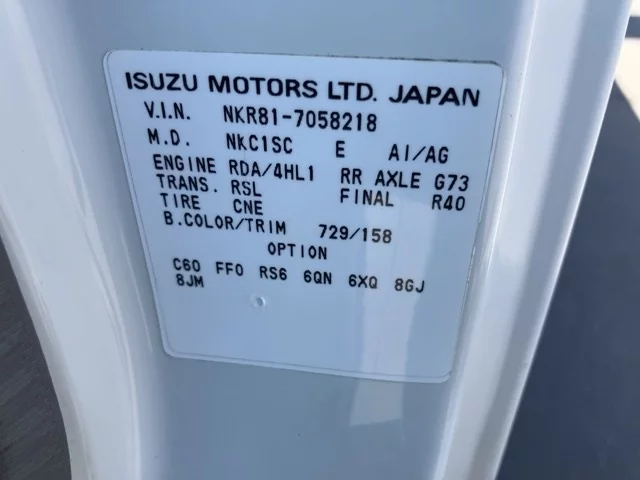 ISUZU MOTORS LTD. JAPAN
V.I.N. NKR81-7058218
M.D. NKC1SC E AI/AG
ENGINE RDA/4HL1 RR AXLE G73
TRANS. RSL FINAL R40
TIRE CNE
B.COLOR/TRIM 729/158
OPTION
C60 FF0 RS6 6QN 6XQ 8GJ
8JM